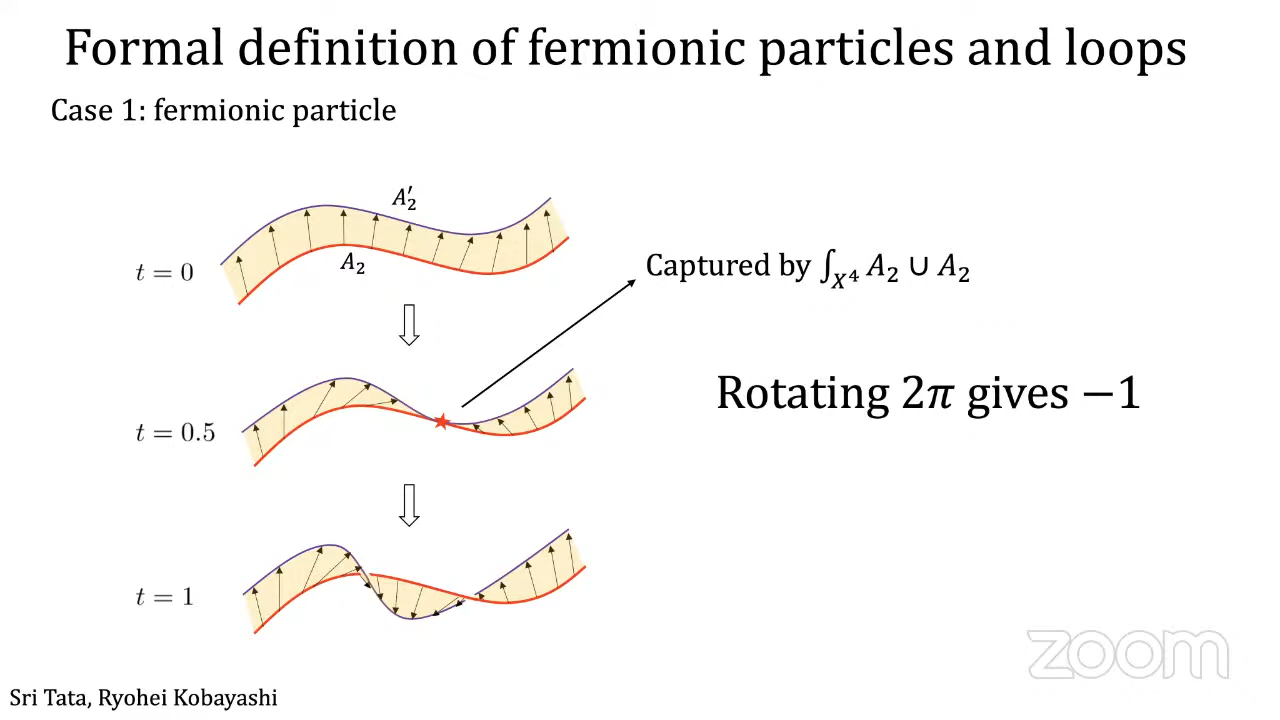 Formal definition of fermionic particles and loops
Case 1: fermionic particle
A₂′
A₂
t = 0
Captured by ∫_{X⁴} A₂ ∪ A₂
Rotating 2π gives −1
t = 0.5
t = 1
zoom
Sri Tata, Ryohei Kobayashi